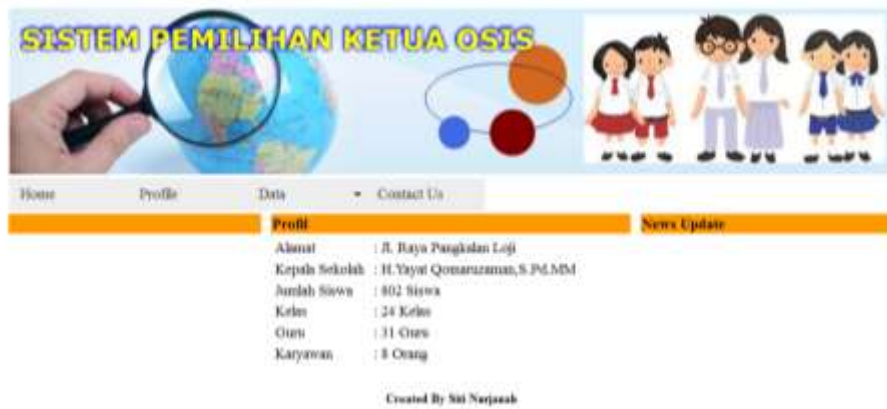 SISTEM PEMILIHAN KETUA OSIS
Home Profile Data Contact Us
Profil News Update
Alamat : Jl. Raya Pangkalan Loji
Kepala Sekolah : H.Yayat Qomaruzaman,S.Pd.MM
Jumlah Siswa : 802 Siswa
Kelas : 24 Kelas
Guru : 31 Guru
Karyawan : 8 Orang
Created By Siti Nurjanah